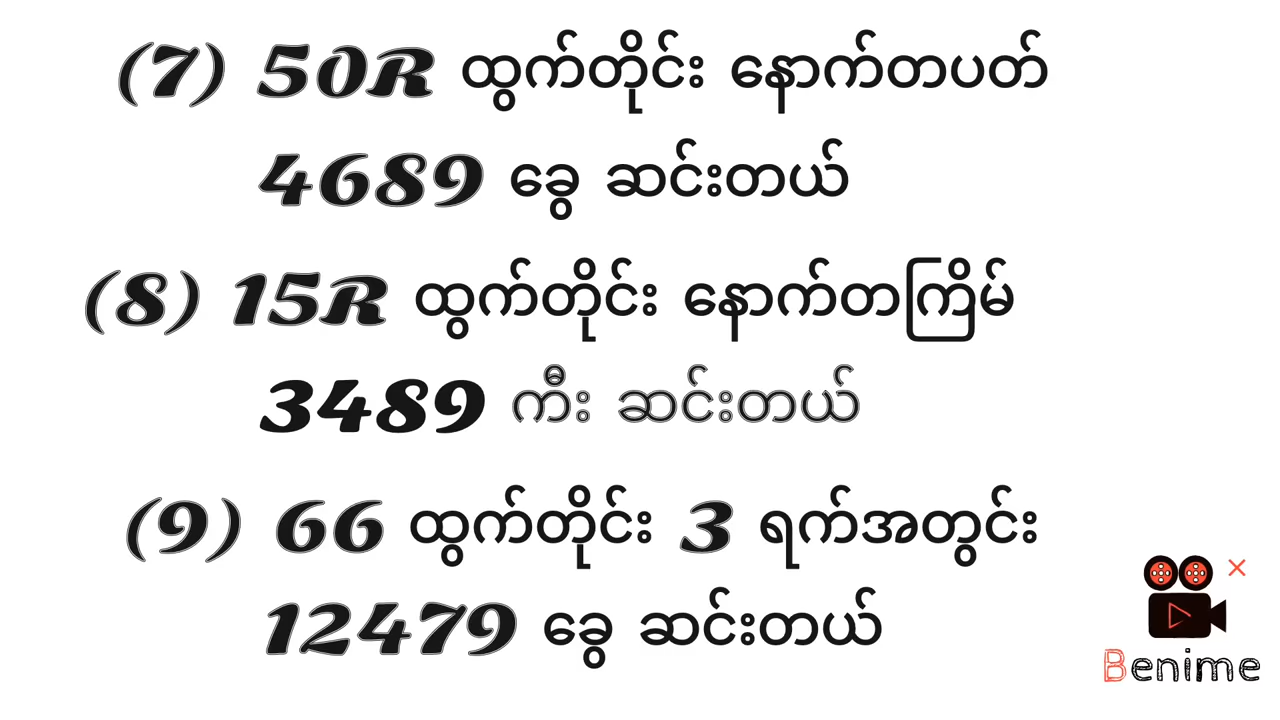 (7) 50R ထွက်တိုင်း နောက်တပတ်
4689 ခွေ ဆင်းတယ်
(8) 15R ထွက်တိုင်း နောက်တကြိမ်
3489 ကီး ဆင်းတယ်
(9) 66 ထွက်တိုင်း 3 ရက်အတွင်း
12479 ခွေ ဆင်းတယ်
Benime